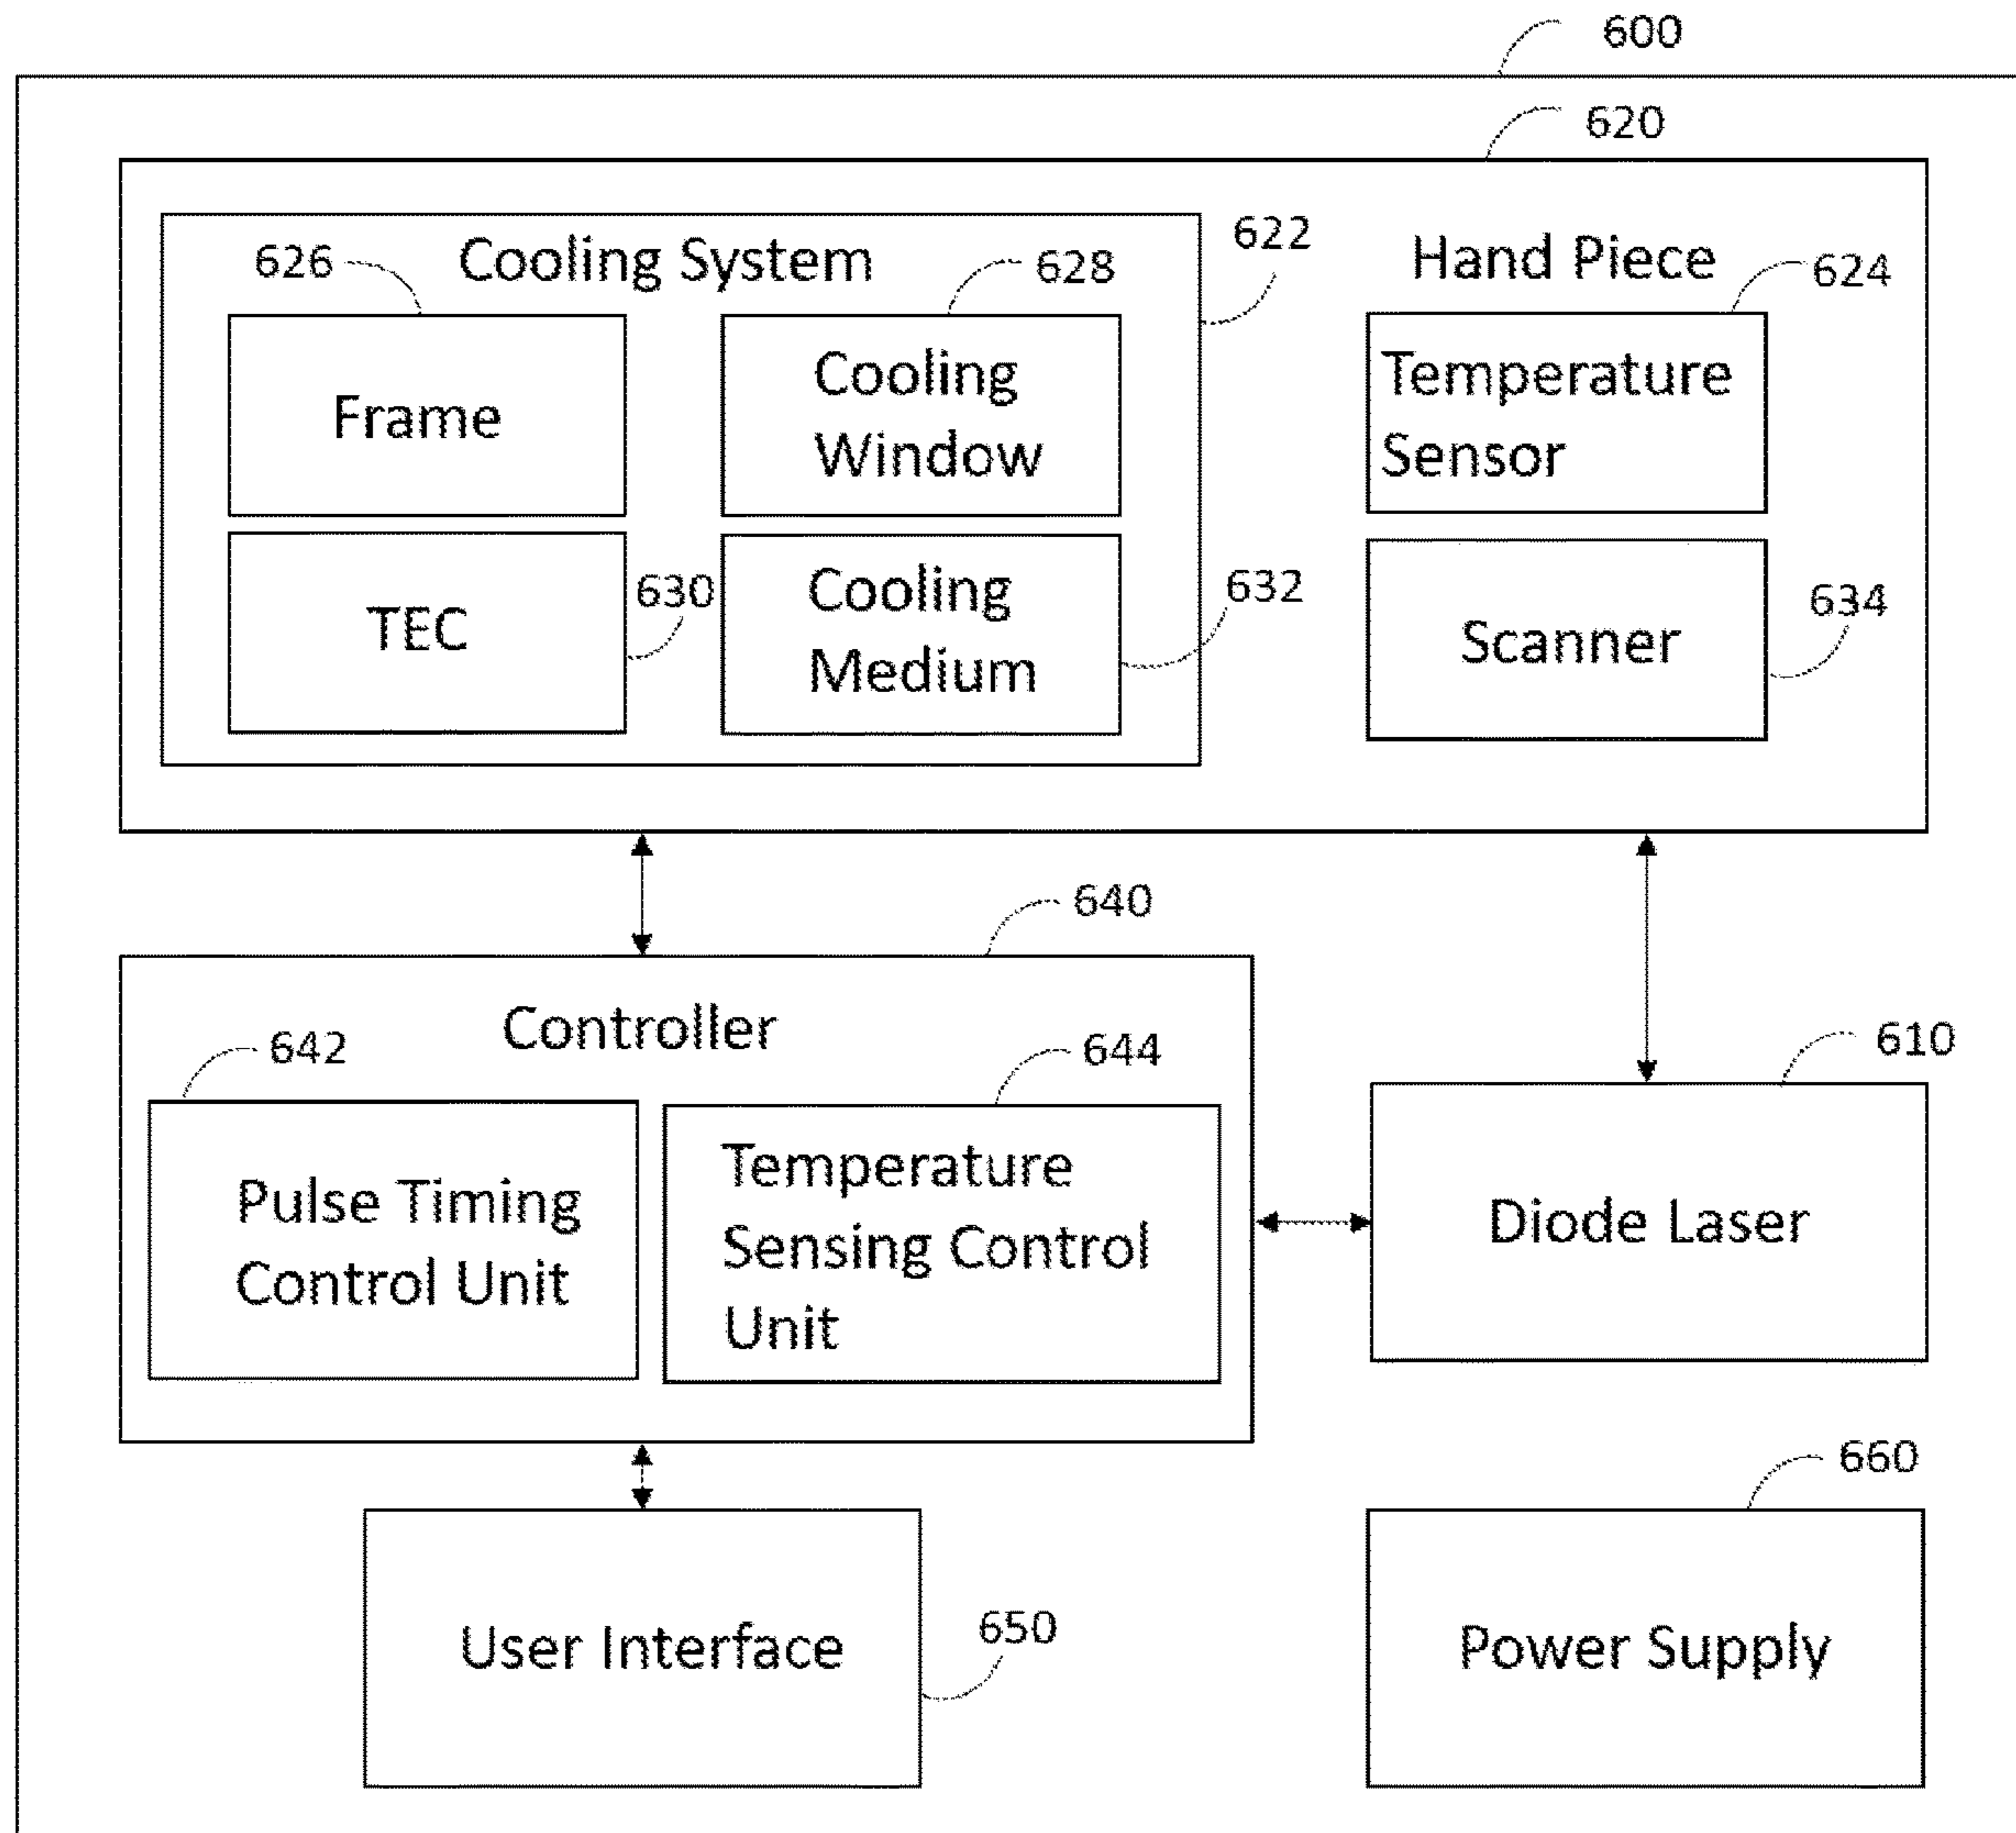 600
620
622
Cooling System
Hand Piece
626
628
624
Frame
Cooling
Window
Temperature
Sensor
TEC
630
Cooling
Medium
632
Scanner
634
640
Controller
642
644
610
Pulse Timing
Control Unit
Temperature
Sensing Control
Unit
Diode Laser
660
User Interface
650
Power Supply